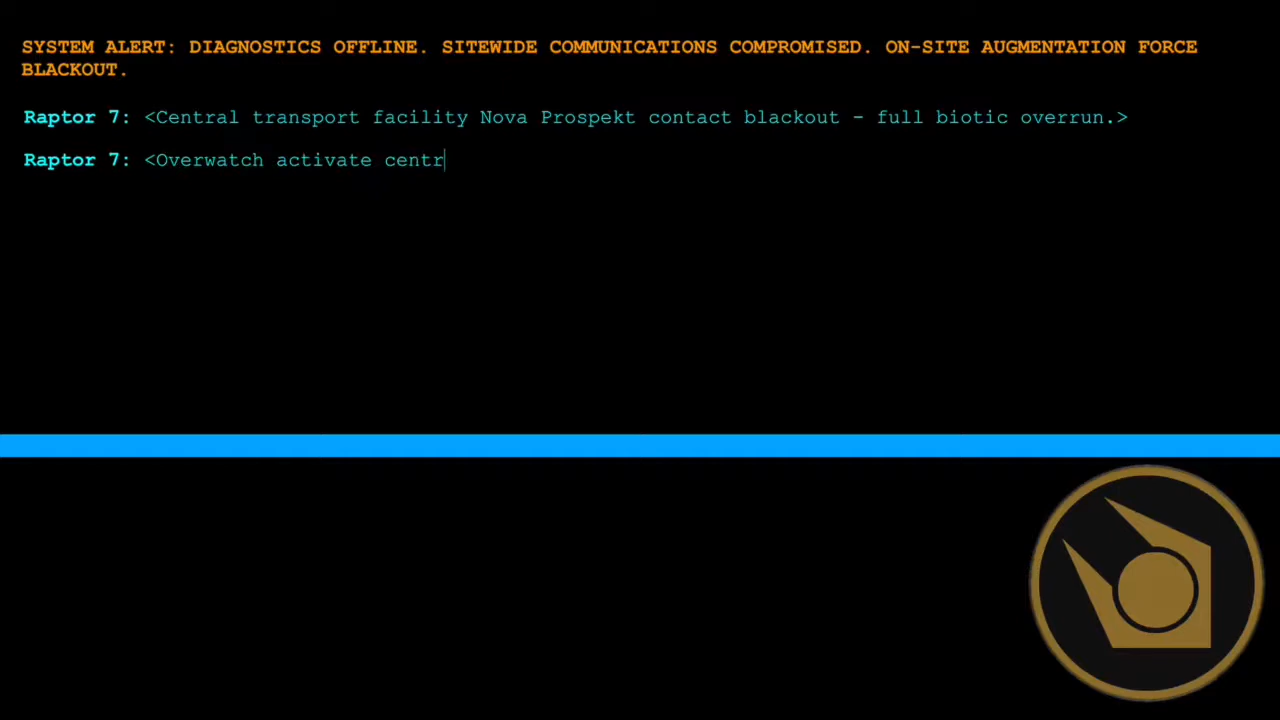 SYSTEM ALERT: DIAGNOSTICS OFFLINE. SITEWIDE COMMUNICATIONS COMPROMISED. ON-SITE AUGMENTATION FORCE
BLACKOUT.
Raptor 7: <Central transport facility Nova Prospekt contact blackout - full biotic overrun.>
Raptor 7: <Overwatch activate centr